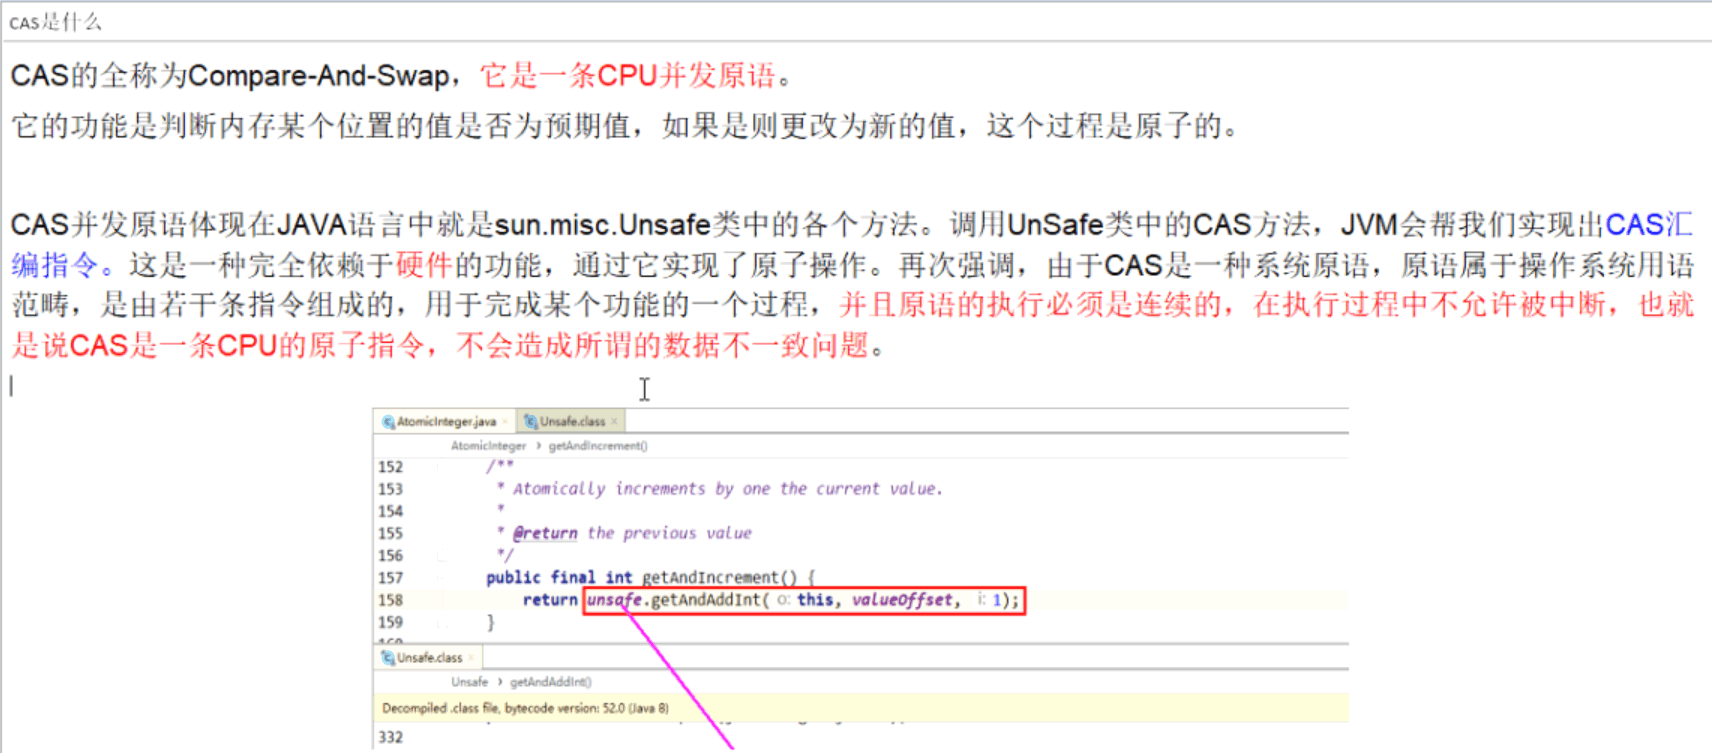 CAS是什么
CAS的全称为Compare-And-Swap，它是一条CPU并发原语。
它的功能是判断内存某个位置的值是否为预期值，如果是则更改为新的值，这个过程是原子的。
CAS并发原语体现在JAVA语言中就是sun.misc.Unsafe类中的各个方法。调用UnSafe类中的CAS方法，JVM会帮我们实现出CAS汇
编指令。这是一种完全依赖于硬件的功能，通过它实现了原子操作。再次强调，由于CAS是一种系统原语，原语属于操作系统用语
范畴，是由若干条指令组成的，用于完成某个功能的一个过程，并且原语的执行必须是连续的，在执行过程中不允许被中断，也就
是说CAS是一条CPU的原子指令，不会造成所谓的数据不一致问题。
AtomicInteger.java × Unsafe.class ×
AtomicInteger › getAndIncrement()
152 /**
153 * Atomically increments by one the current value.
154 *
155 * @return the previous value
156 */
157 public final int getAndIncrement() {
158 return unsafe.getAndAddInt( o: this, valueOffset, i: 1);
159 }
Unsafe.class ×
Unsafe › getAndAddInt()
Decompiled .class file, bytecode version: 52.0 (Java 8)
332